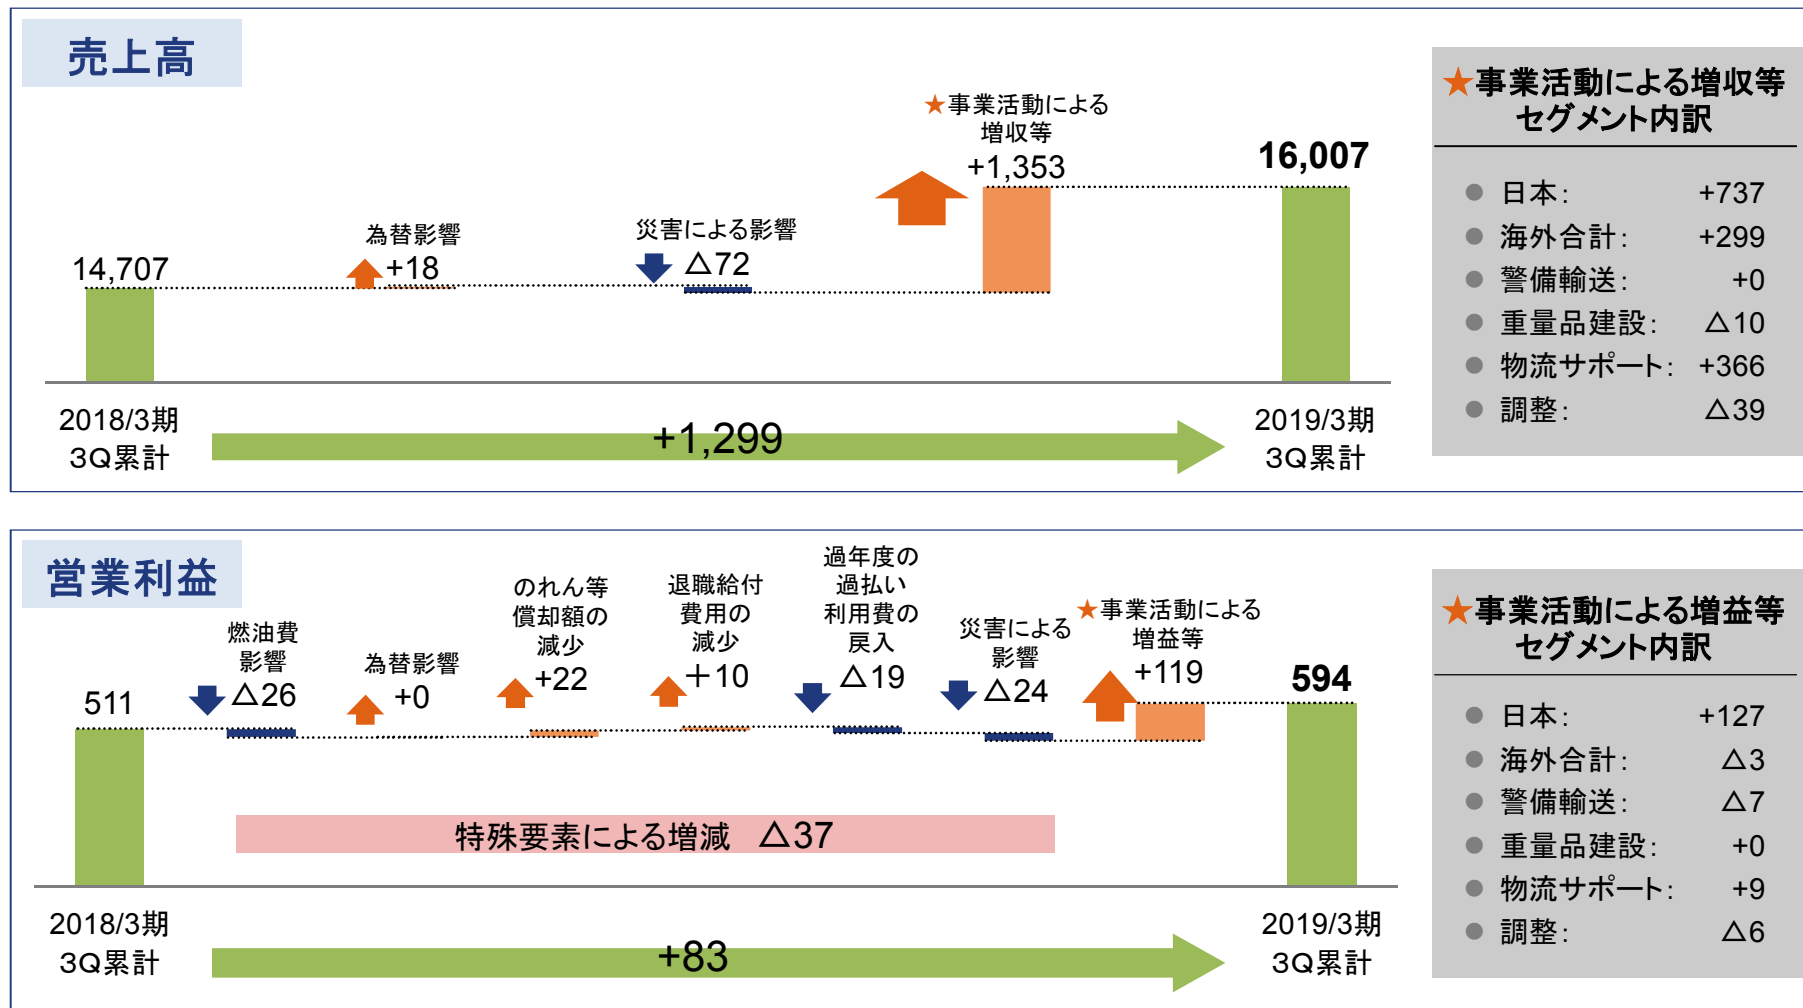 売上高
14,707
為替影響
+18
災害による影響
△72
★事業活動による
増収等
+1,353
16,007
2018/3期
3Q累計
+1,299
2019/3期
3Q累計
★事業活動による増収等
セグメント内訳
● 日本： +737
● 海外合計： +299
● 警備輸送： +0
● 重量品建設： △10
● 物流サポート： +366
● 調整： △39
営業利益
511
燃油費
影響
△26
為替影響
+0
のれん等
償却額の
減少
+22
退職給付
費用の
減少
＋10
過年度の
過払い
利用費の
戻入
△19
災害による
影響
△24
★事業活動による
増益等
+119
594
特殊要素による増減 △37
2018/3期
3Q累計
+83
2019/3期
3Q累計
★事業活動による増益等
セグメント内訳
● 日本： +127
● 海外合計： △3
● 警備輸送： △7
● 重量品建設： +0
● 物流サポート： +9
● 調整： △6